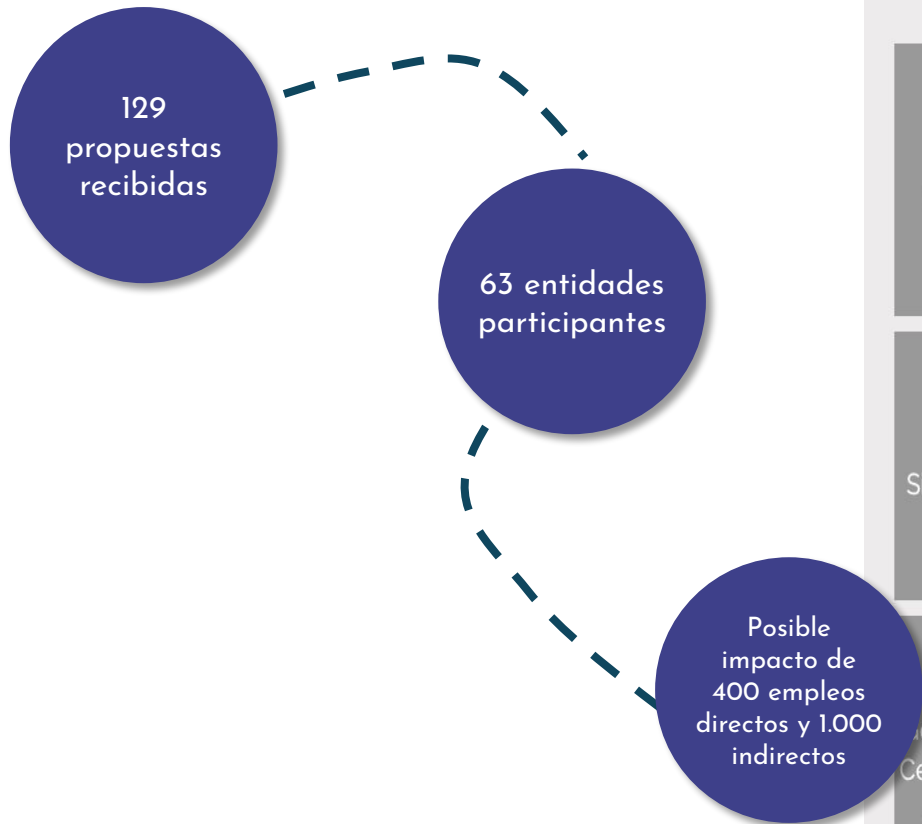 129
propuestas
recibidas
63 entidades
participantes
Posible
impacto de
400 empleos
directos y 1.000
indirectos